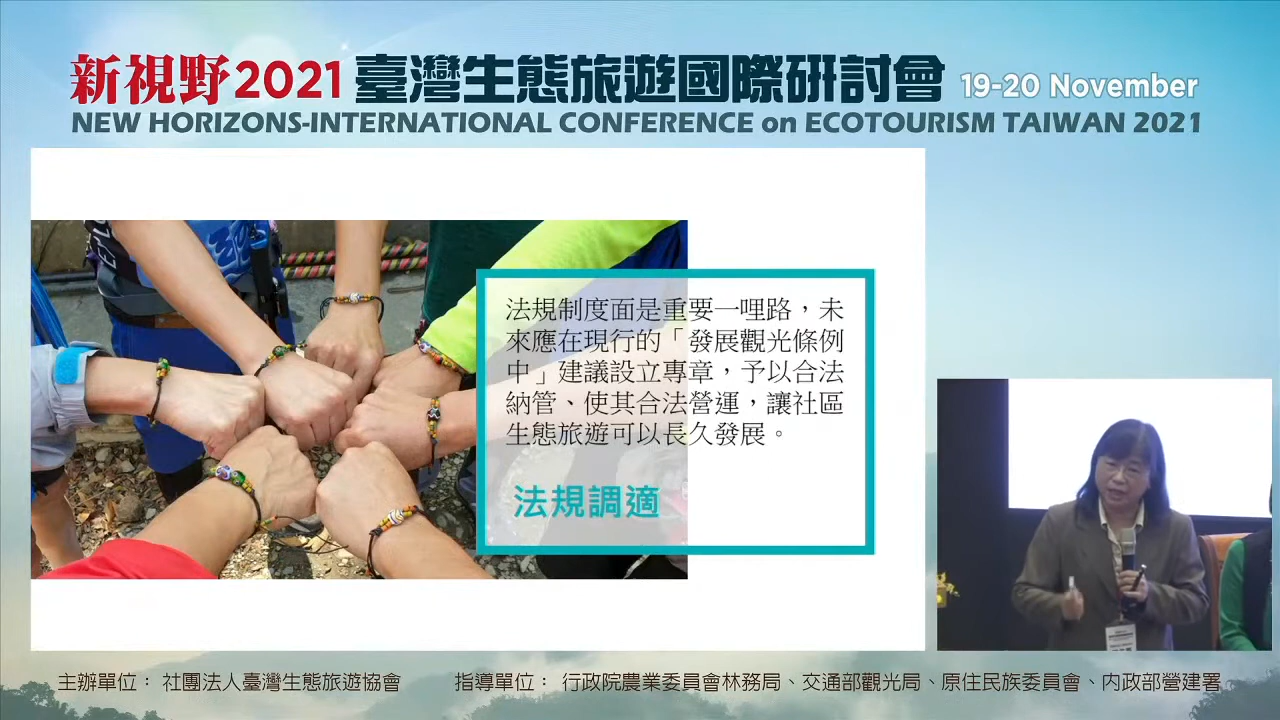 新視野2021臺灣生態旅遊國際研討會 19-20 November
NEW HORIZONS-INTERNATIONAL CONFERENCE on ECOTOURISM TAIWAN 2021
法規制度面是重要一哩路，未
來應在現行的「發展觀光條例
中」建議設立專章，予以合法
納管、使其合法營運，讓社區
生態旅遊可以長久發展。
法規調適
主辦單位： 社團法人臺灣生態旅遊協會 指導單位： 行政院農業委員會林務局、交通部觀光局、原住民族委員會、內政部營建署